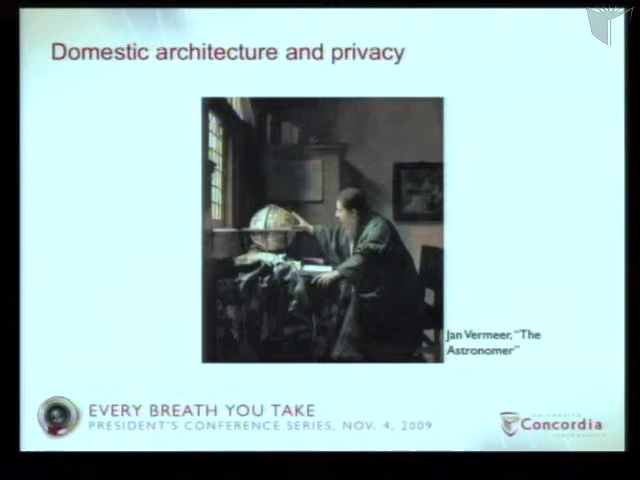 Domestic architecture and privacy
Jan Vermeer, "The
Astronomer"
EVERY BREATH YOU TAKE
PRESIDENT'S CONFERENCE SERIES, NOV. 4, 2009
Concordia